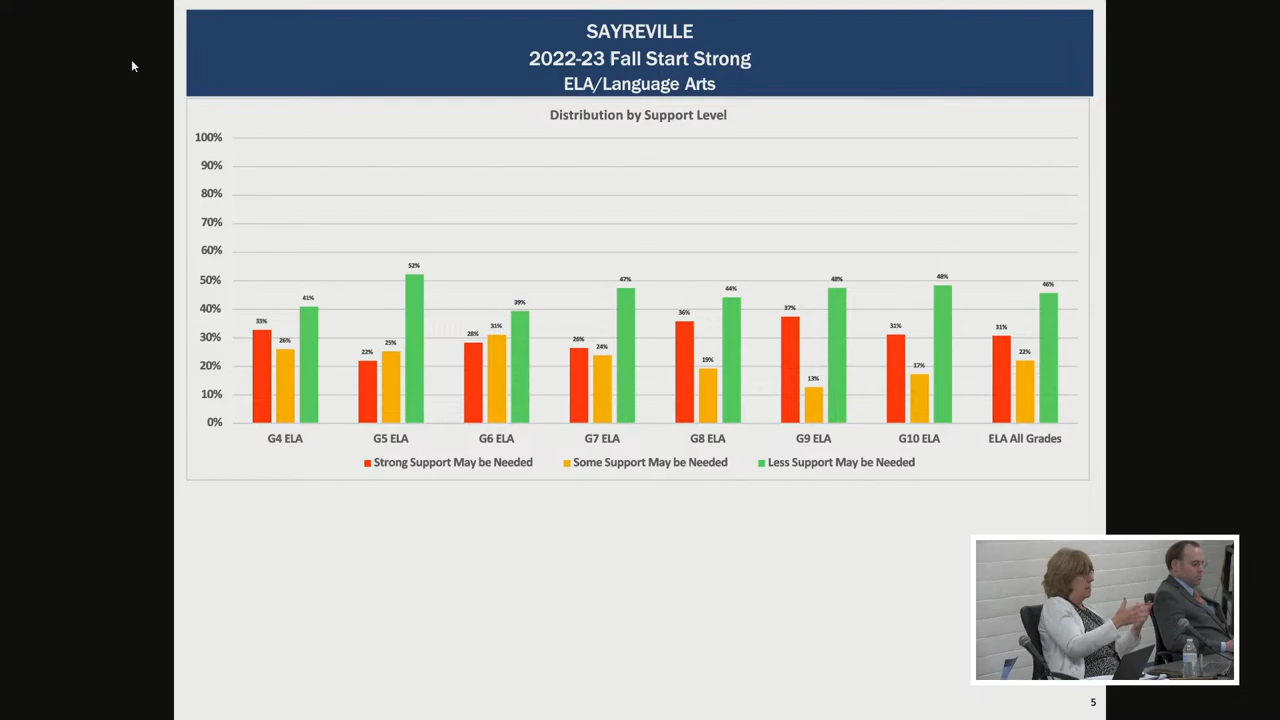 SAYREVILLE
2022-23 Fall Start Strong
ELA/Language Arts
Distribution by Support Level
100%
90%
80%
70%
60%
50%
40%
30%
20%
10%
0%
33%
26%
41%
22%
25%
52%
28%
31%
39%
26%
24%
47%
36%
19%
44%
37%
13%
48%
31%
17%
48%
31%
22%
46%
G4 ELA
G5 ELA
G6 ELA
G7 ELA
G8 ELA
G9 ELA
G10 ELA
ELA All Grades
Strong Support May be Needed
Some Support May be Needed
Less Support May be Needed
5